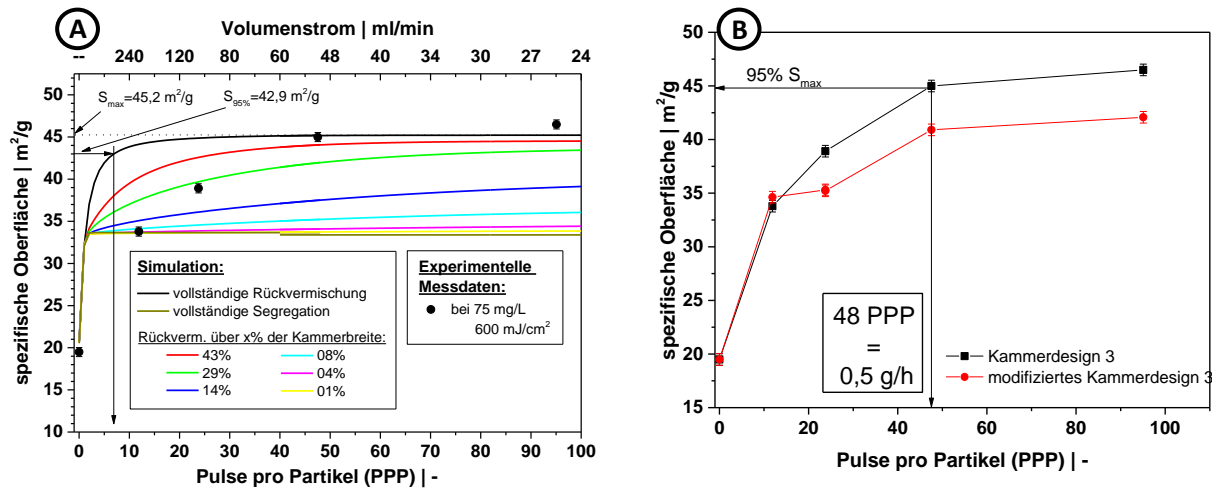 A
Volumenstrom | ml/min
-- 240 120 80 60 48 40 34 30 27 24
spezifische Oberfläche | m²/g
50
45
40
35
30
25
20
15
10
S_max=45,2 m²/g
S_95%=42,9 m²/g
Simulation:
vollständige Rückvermischung
vollständige Segregation
Rückverm. über x% der Kammerbreite:
43% 08%
29% 04%
14% 01%
Experimentelle
Messdaten:
bei 75 mg/L
600 mJ/cm²
0 10 20 30 40 50 60 70 80 90 100
Pulse pro Partikel (PPP) | -
B
spezifische Oberfläche | m²/g
50
45
40
35
30
25
20
15
95% S_max
48 PPP
=
0,5 g/h
Kammerdesign 3
modifiziertes Kammerdesign 3
0 20 40 60 80 100
Pulse pro Partikel (PPP) | -